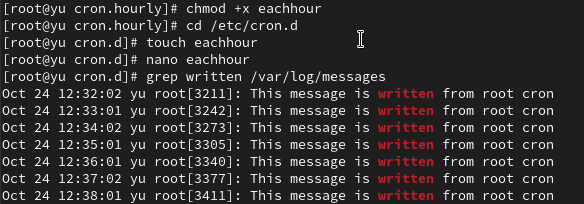 [root@yu cron.hourly]# chmod +x eachhour
[root@yu cron.hourly]# cd /etc/cron.d
[root@yu cron.d]# touch eachhour
[root@yu cron.d]# nano eachhour
[root@yu cron.d]# grep written /var/log/messages
Oct 24 12:32:02 yu root[3211]: This message is written from root cron
Oct 24 12:33:01 yu root[3242]: This message is written from root cron
Oct 24 12:34:02 yu root[3273]: This message is written from root cron
Oct 24 12:35:01 yu root[3305]: This message is written from root cron
Oct 24 12:36:01 yu root[3340]: This message is written from root cron
Oct 24 12:37:02 yu root[3377]: This message is written from root cron
Oct 24 12:38:01 yu root[3411]: This message is written from root cron